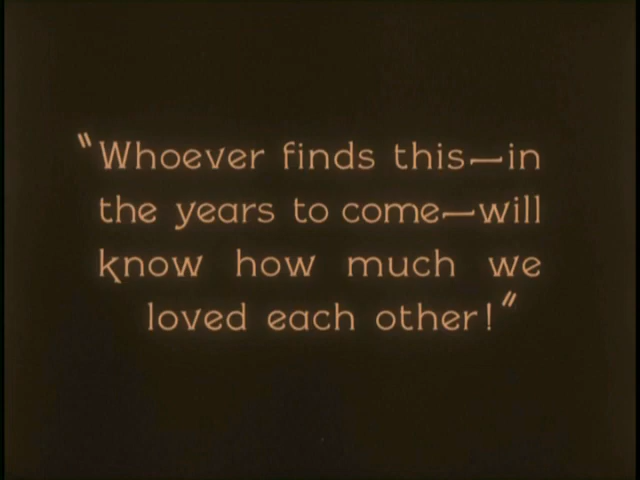 "Whoever finds this—in
the years to come—will
know how much we
loved each other!"